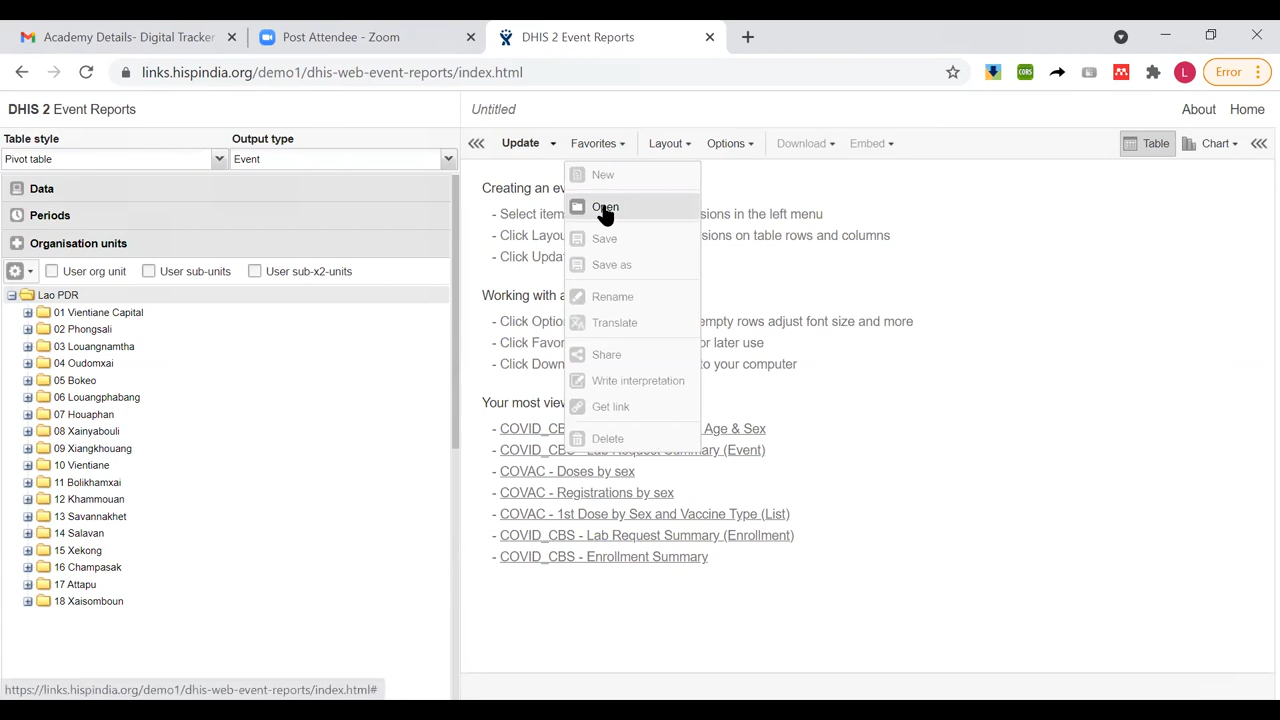 Academy Details- Digital Tracker
Post Attendee - Zoom
DHIS 2 Event Reports
links.hispindia.org/demo1/dhis-web-event-reports/index.html
CORS
L
Error
DHIS 2 Event Reports
Untitled
About
Home
Table style
Output type
Pivot table
Event
Update
Favorites
Layout
Options
Download
Embed
Table
Chart
Data
Periods
Organisation units
User org unit
User sub-units
User sub-x2-units
Lao PDR
01 Vientiane Capital
02 Phongsali
03 Louangnamtha
04 Oudomxai
05 Bokeo
06 Louangphabang
07 Houaphan
08 Xainyabouli
09 Xiangkhouang
10 Vientiane
11 Bolikhamxai
12 Khammouan
13 Savannakhet
14 Salavan
15 Xekong
16 Champasak
17 Attapu
18 Xaisomboun
https://links.hispindia.org/demo1/dhis-web-event-reports/index.html#
New
Open
Save
Save as
Rename
Translate
Share
Write interpretation
Get link
Delete
Creating an
- Select
sions in the left menu
- Click
sions on table rows and columns
- Click
Working with
- Click
empty rows adjust font size and more
- Click
or later use
- Click
to your computer
Your most
- COVID_CB
Age & Sex
- COVID_CBS - Lab Request Summary (Event)
- COVAC - Doses by sex
- COVAC - Registrations by sex
- COVAC - 1st Dose by Sex and Vaccine Type (List)
- COVID_CBS - Lab Request Summary (Enrollment)
- COVID_CBS - Enrollment Summary